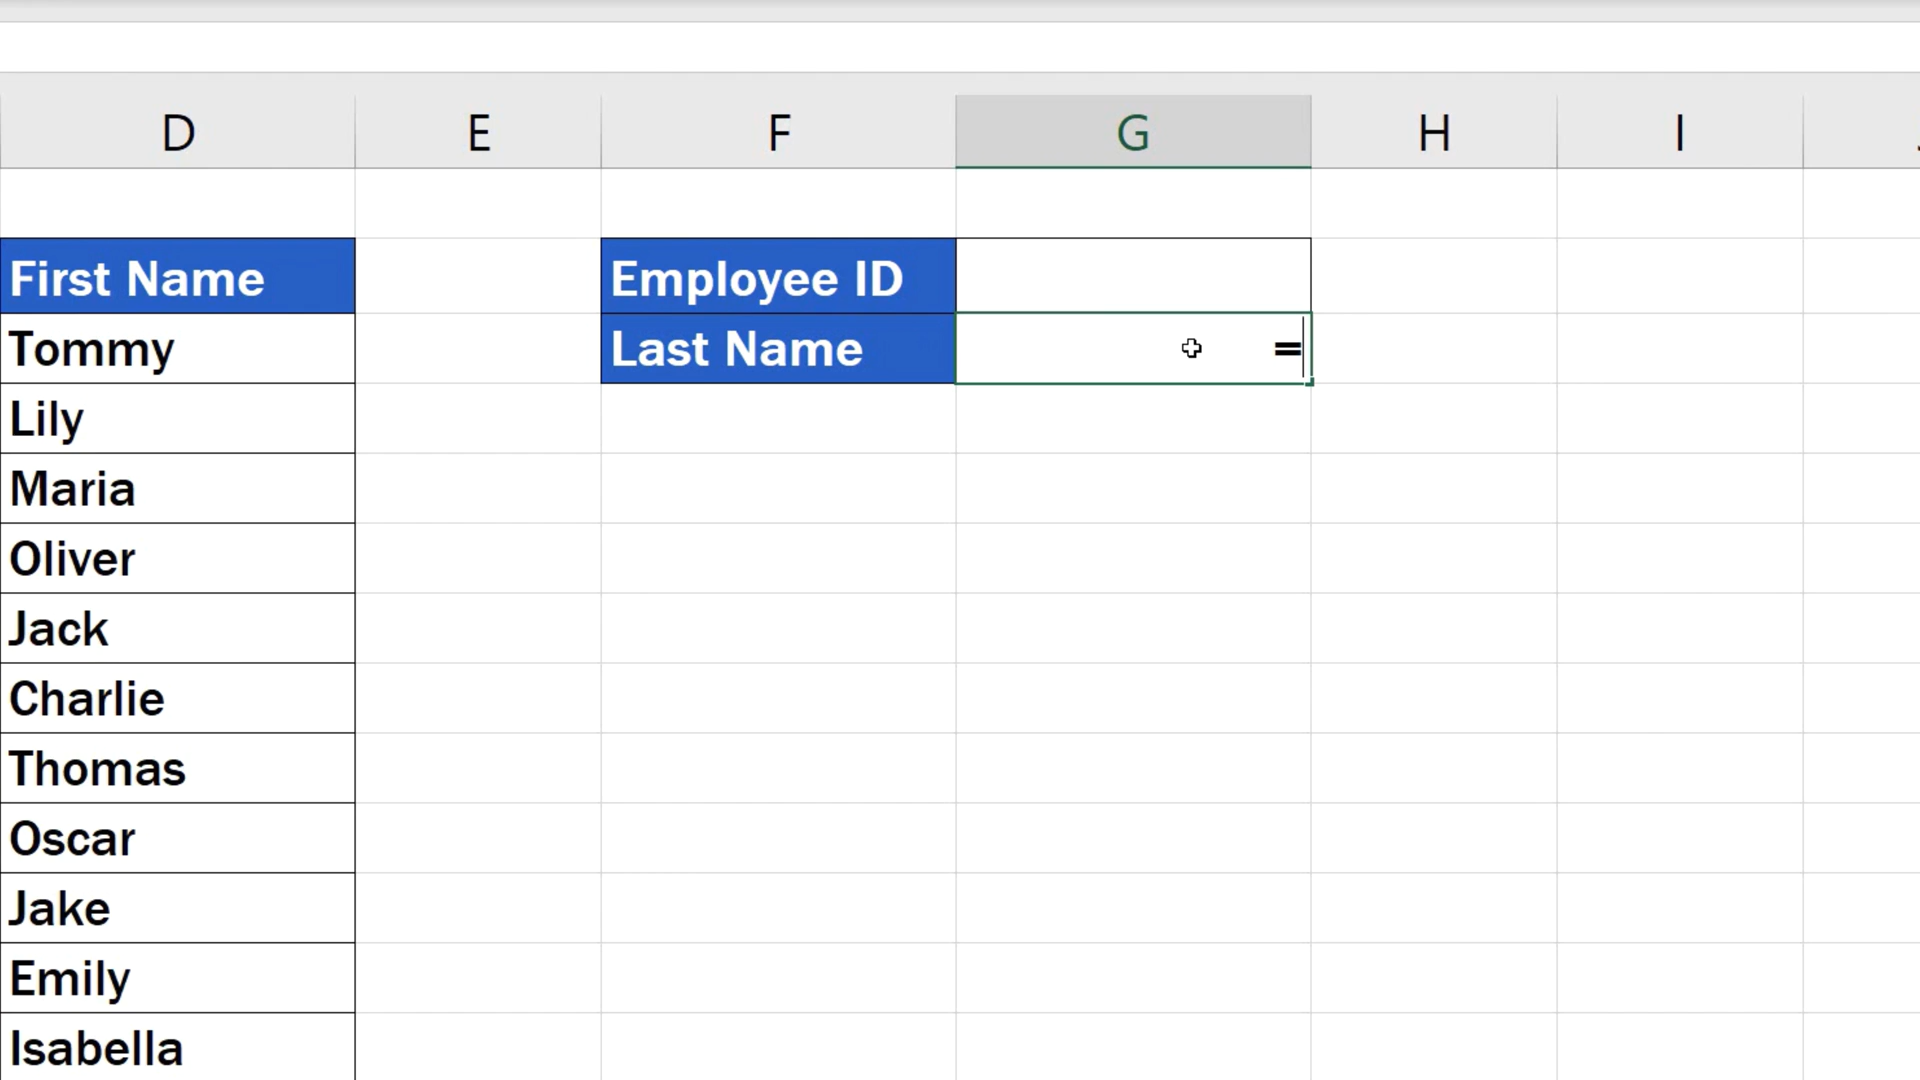 D E F G H I
First Name Employee ID
Tommy Last Name =
Lily
Maria
Oliver
Jack
Charlie
Thomas
Oscar
Jake
Emily
Isabella